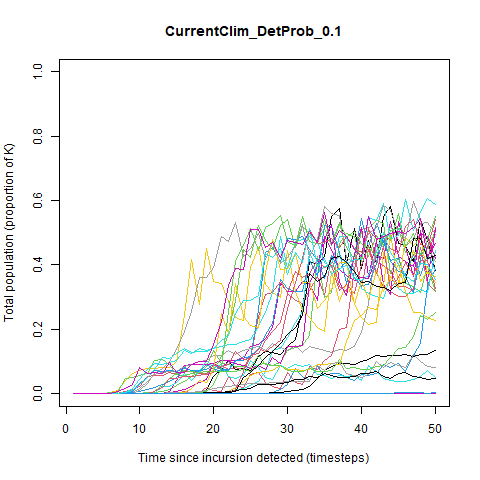 CurrentClim_DetProb_0.1
Total population (proportion of K)
1.0
0.8
0.6
0.4
0.2
0.0
0 10 20 30 40 50
Time since incursion detected (timesteps)